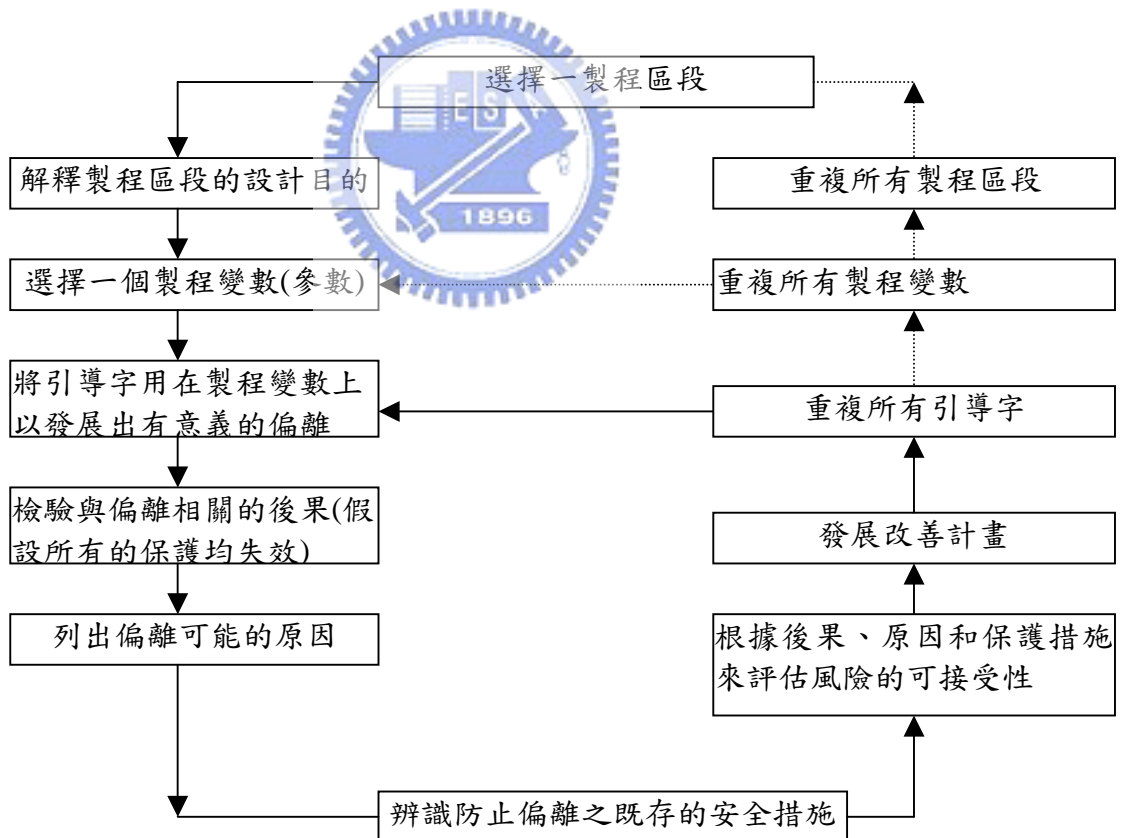 選擇一製程區段
解釋製程區段的設計目的
選擇一個製程變數(參數)
將引導字用在製程變數上
以發展出有意義的偏離
檢驗與偏離相關的後果(假
設所有的保護均失效)
列出偏離可能的原因
辨識防止偏離之既存的安全措施
根據後果、原因和保護措施
來評估風險的可接受性
發展改善計畫
重複所有引導字
重複所有製程變數
重複所有製程區段
E S
1896